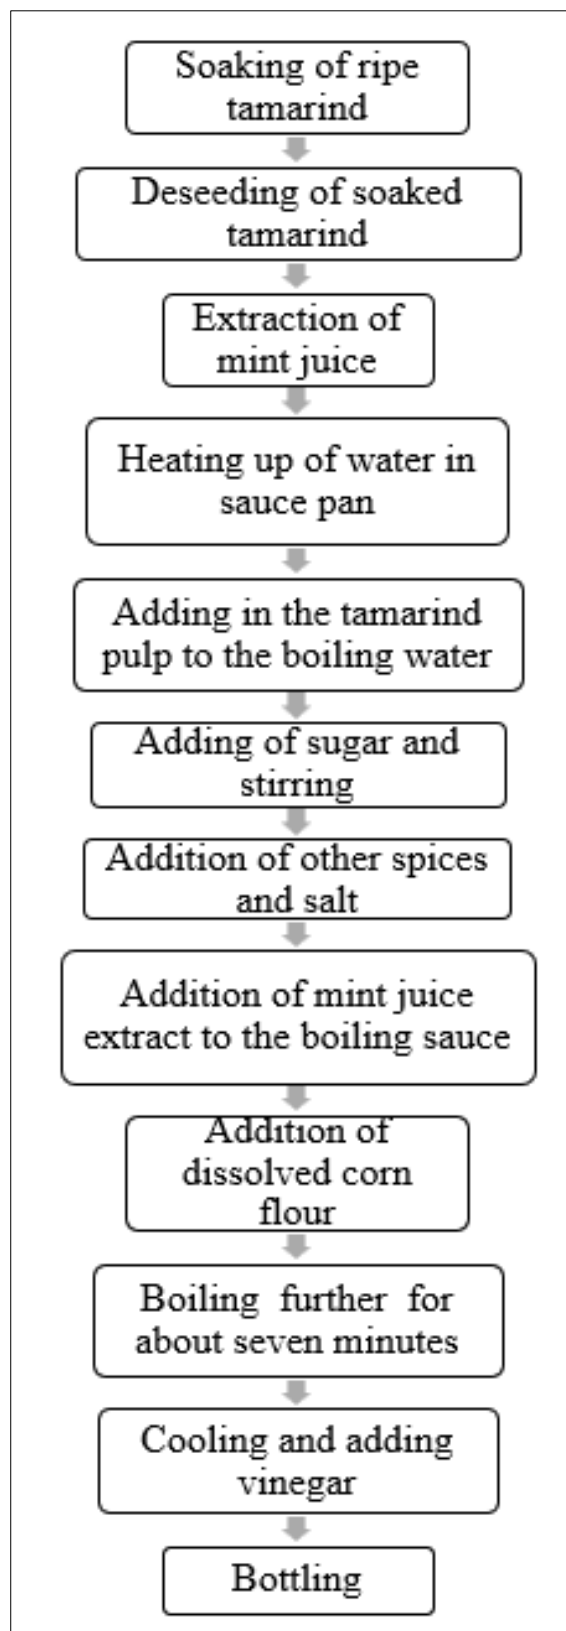 Soaking of ripe
tamarind
Deseeding of soaked
tamarind
Extraction of
mint juice
Heating up of water in
sauce pan
Adding in the tamarind
pulp to the boiling water
Adding of sugar and
stirring
Addition of other spices
and salt
Addition of mint juice
extract to the boiling sauce
Addition of
dissolved corn
flour
Boiling further for
about seven minutes
Cooling and adding
vinegar
Bottling